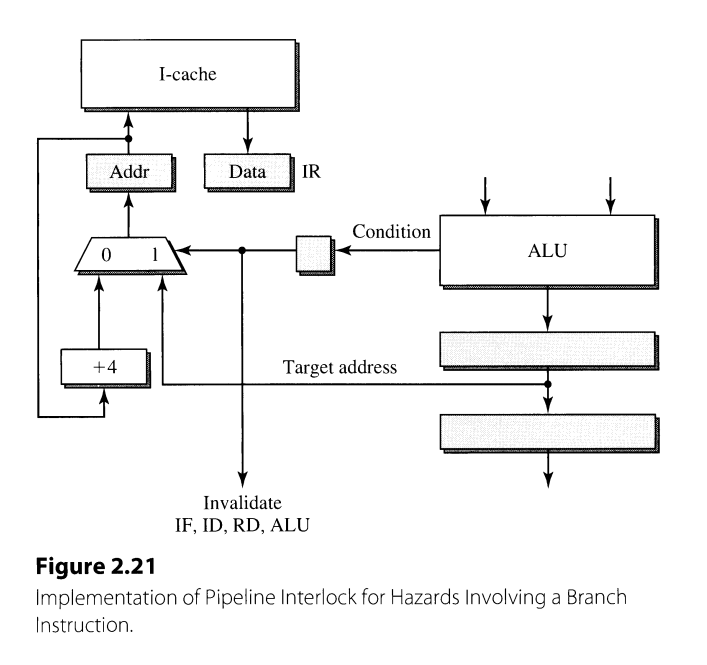 I-cache
Addr
Data
IR
0 1
Condition
ALU
+4
Target address
Invalidate
IF, ID, RD, ALU
Figure 2.21
Implementation of Pipeline Interlock for Hazards Involving a Branch
Instruction.